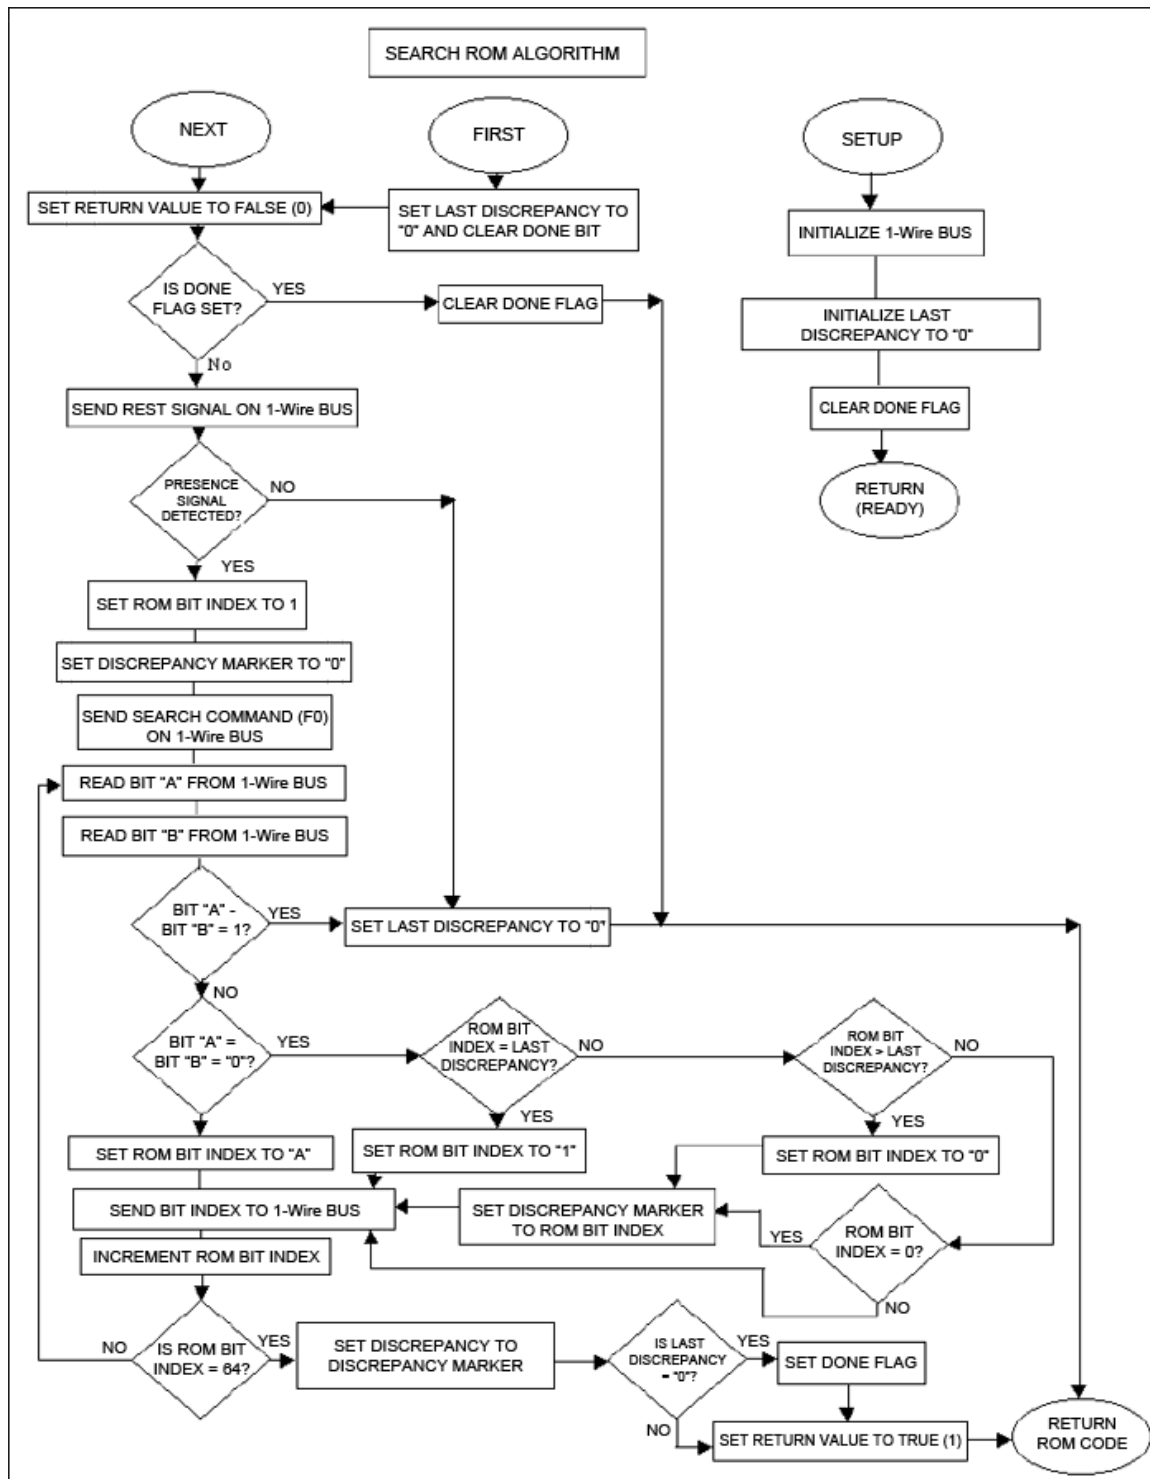 SEARCH ROM ALGORITHM
NEXT
FIRST
SETUP
SET RETURN VALUE TO FALSE (0)
SET LAST DISCREPANCY TO
"0" AND CLEAR DONE BIT
INITIALIZE 1-Wire BUS
IS DONE
FLAG SET?
YES
CLEAR DONE FLAG
INITIALIZE LAST
DISCREPANCY TO "0"
No
SEND REST SIGNAL ON 1-Wire BUS
CLEAR DONE FLAG
PRESENCE
SIGNAL
DETECTED?
NO
RETURN
(READY)
YES
SET ROM BIT INDEX TO 1
SET DISCREPANCY MARKER TO "0"
SEND SEARCH COMMAND (F0)
ON 1-Wire BUS
READ BIT "A" FROM 1-Wire BUS
READ BIT "B" FROM 1-Wire BUS
BIT "A" -
BIT "B" = 1?
YES
SET LAST DISCREPANCY TO "0"
NO
BIT "A" =
BIT "B" = "0"?
YES
ROM BIT
INDEX = LAST
DISCREPANCY?
NO
ROM BIT
INDEX > LAST
DISCREPANCY?
NO
YES
YES
SET ROM BIT INDEX TO "A"
SET ROM BIT INDEX TO "1"
SET ROM BIT INDEX TO "0"
SEND BIT INDEX TO 1-Wire BUS
SET DISCREPANCY MARKER
TO ROM BIT INDEX
YES
ROM BIT
INDEX = 0?
INCREMENT ROM BIT INDEX
NO
NO
IS ROM BIT
INDEX = 64?
YES
SET DISCREPANCY TO
DISCREPANCY MARKER
IS LAST
DISCREPANCY
= "0"?
YES
SET DONE FLAG
NO
SET RETURN VALUE TO TRUE (1)
RETURN
ROM CODE